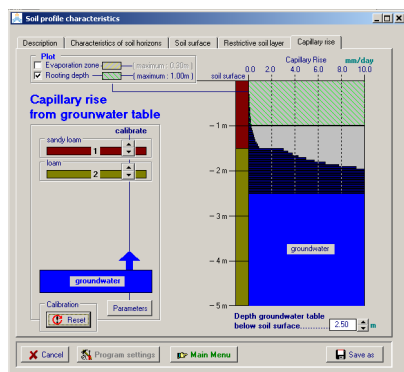 Soil profile characteristics
Description
Characteristics of soil horizons
Soil surface
Restrictive soil layer
Capillary rise
Plot
Evaporation zone
(maximum : 0.30m)
Rooting depth
(maximum : 1.00m)
Capillary rise
from grounwater table
calibrate
sandy loam
1
loam
2
groundwater
Calibration
Reset
Parameters
Capillary Rise mm/day
0.0 2.0 4.0 6.0 8.0 10.0
soil surface
1 m
2 m
3 m
4 m
5 m
groundwater
Depth groundwater table
below soil surface........... 2.50 m
Cancel
Program settings
Main Menu
Save as